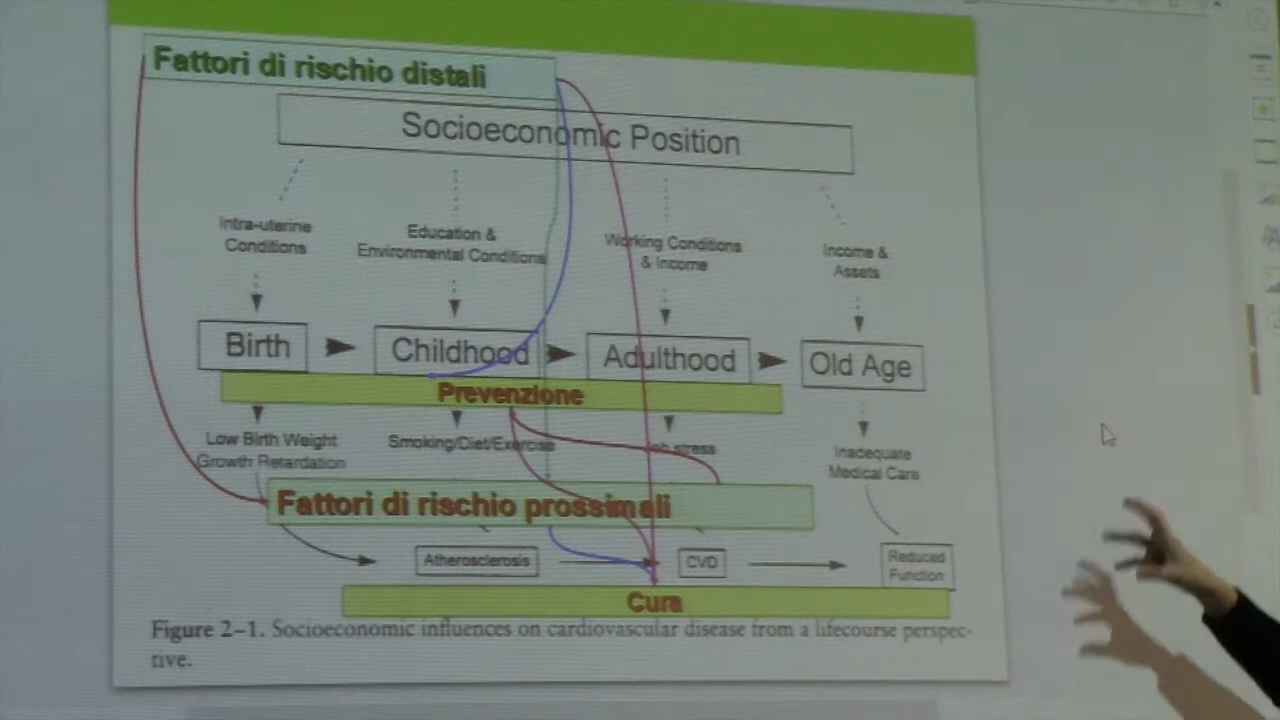 Fattori di rischio distali
Socioeconomic Position
Intra-uterine
Conditions
Education &
Environmental Conditions
Working Conditions
& Income
Income &
Assets
Birth
Childhood
Adulthood
Old Age
Prevenzione
Low Birth Weight
Growth Retardation
Smoking/Diet/Exercise
stress
Inadequate
Medical Care
Fattori di rischio prossimali
Atherosclerosis
CVD
Reduced
Function
Cura
Figure 2–1. Socioeconomic influences on cardiovascular disease from a lifecourse perspec-
tive.